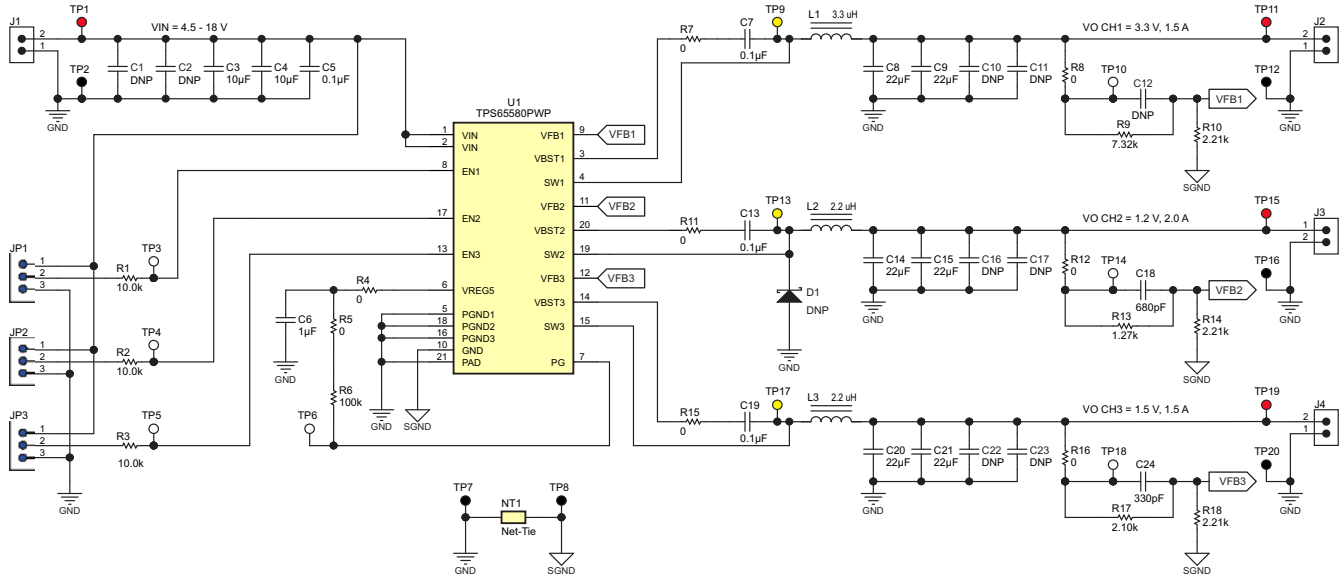 J1
TP1
VIN = 4.5 - 18 V
2
1
TP2
C1
DNP
C2
DNP
C3
10µF
C4
10µF
C5
0.1µF
GND
GND
U1
TPS65580PWP
1
VIN
2
VIN
8
EN1
17
EN2
13
EN3
6
VREG5
5
PGND1
18
PGND2
16
PGND3
10
GND
21
PAD
VFB1
9
VFB1
VBST1
3
SW1
4
VFB2
11
VFB2
VBST2
20
SW2
19
VFB3
12
VFB3
VBST3
14
SW3
15
PG
7
R7
0
C7
0.1µF
TP9
L1
3.3 uH
VO CH1 = 3.3 V, 1.5 A
TP11
J2
2
1
C8
22µF
C9
22µF
C10
DNP
C11
DNP
GND
R8
0
TP10
C12
DNP
R9
7.32k
VFB1
R10
2.21k
SGND
TP12
GND
R11
0
C13
0.1µF
TP13
L2
2.2 uH
VO CH2 = 1.2 V, 2.0 A
TP15
J3
2
1
D1
DNP
GND
C14
22µF
C15
22µF
C16
DNP
C17
DNP
GND
R12
0
TP14
C18
680pF
R13
1.27k
VFB2
R14
2.21k
SGND
TP16
GND
R15
0
C19
0.1µF
TP17
L3
2.2 uH
VO CH3 = 1.5 V, 1.5 A
TP19
J4
2
1
C20
22µF
C21
22µF
C22
DNP
C23
DNP
GND
R16
0
TP18
C24
330pF
R17
2.10k
VFB3
R18
2.21k
SGND
TP20
GND
JP1
1
2
3
R1
10.0k
TP3
JP2
1
2
3
R2
10.0k
TP4
JP3
1
2
3
R3
10.0k
TP5
GND
C6
1µF
GND
R4
0
R5
0
R6
100k
TP6
GND
SGND
TP7
NT1
Net-Tie
TP8
GND
SGND